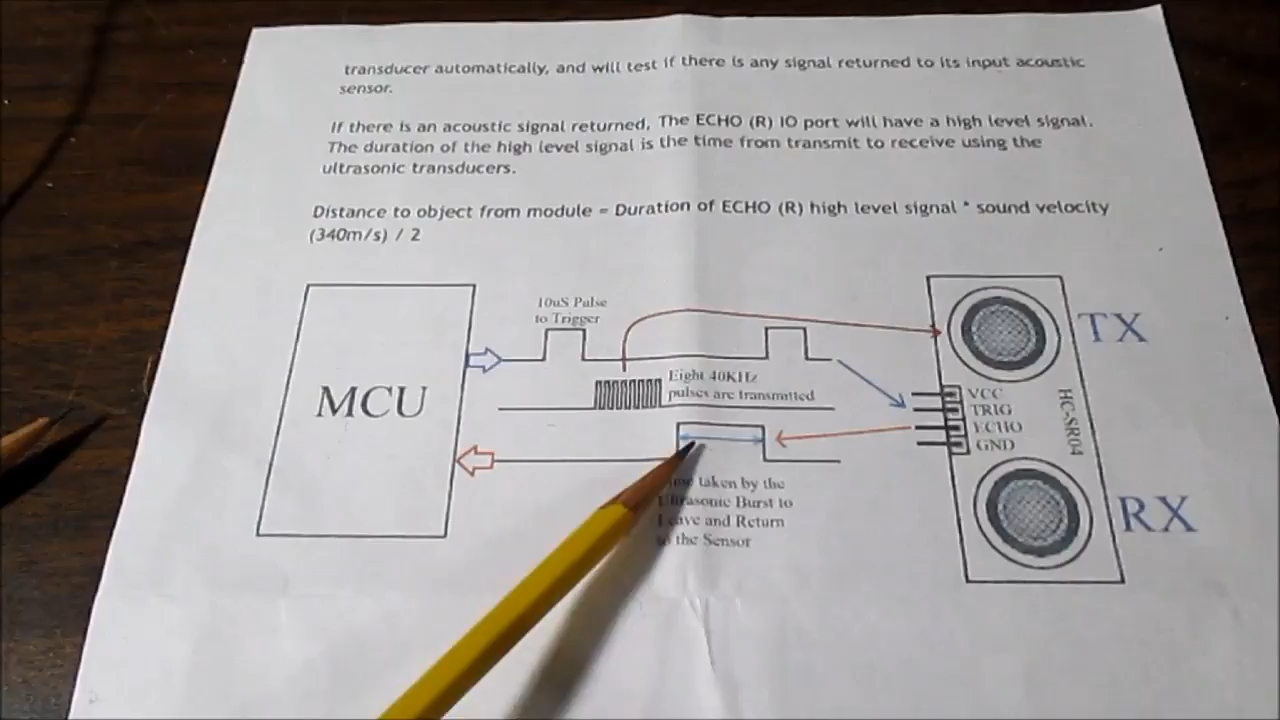 transducer automatically, and will test if there is any signal returned to its input acoustic
sensor.
If there is an acoustic signal returned, The ECHO (R) IO port will have a high level signal.
The duration of the high level signal is the time from transmit to receive using the
ultrasonic transducers.
Distance to object from module = Duration of ECHO (R) high level signal * sound velocity
(340m/s) / 2
10uS Pulse
to Trigger
TX
MCU
Eight 40KHz
pulses are transmitted
VCC
TRIG
ECHO
GND
HC-SR04
taken by the
Ultrasonic Burst to
Leave and Return
to the Sensor
RX